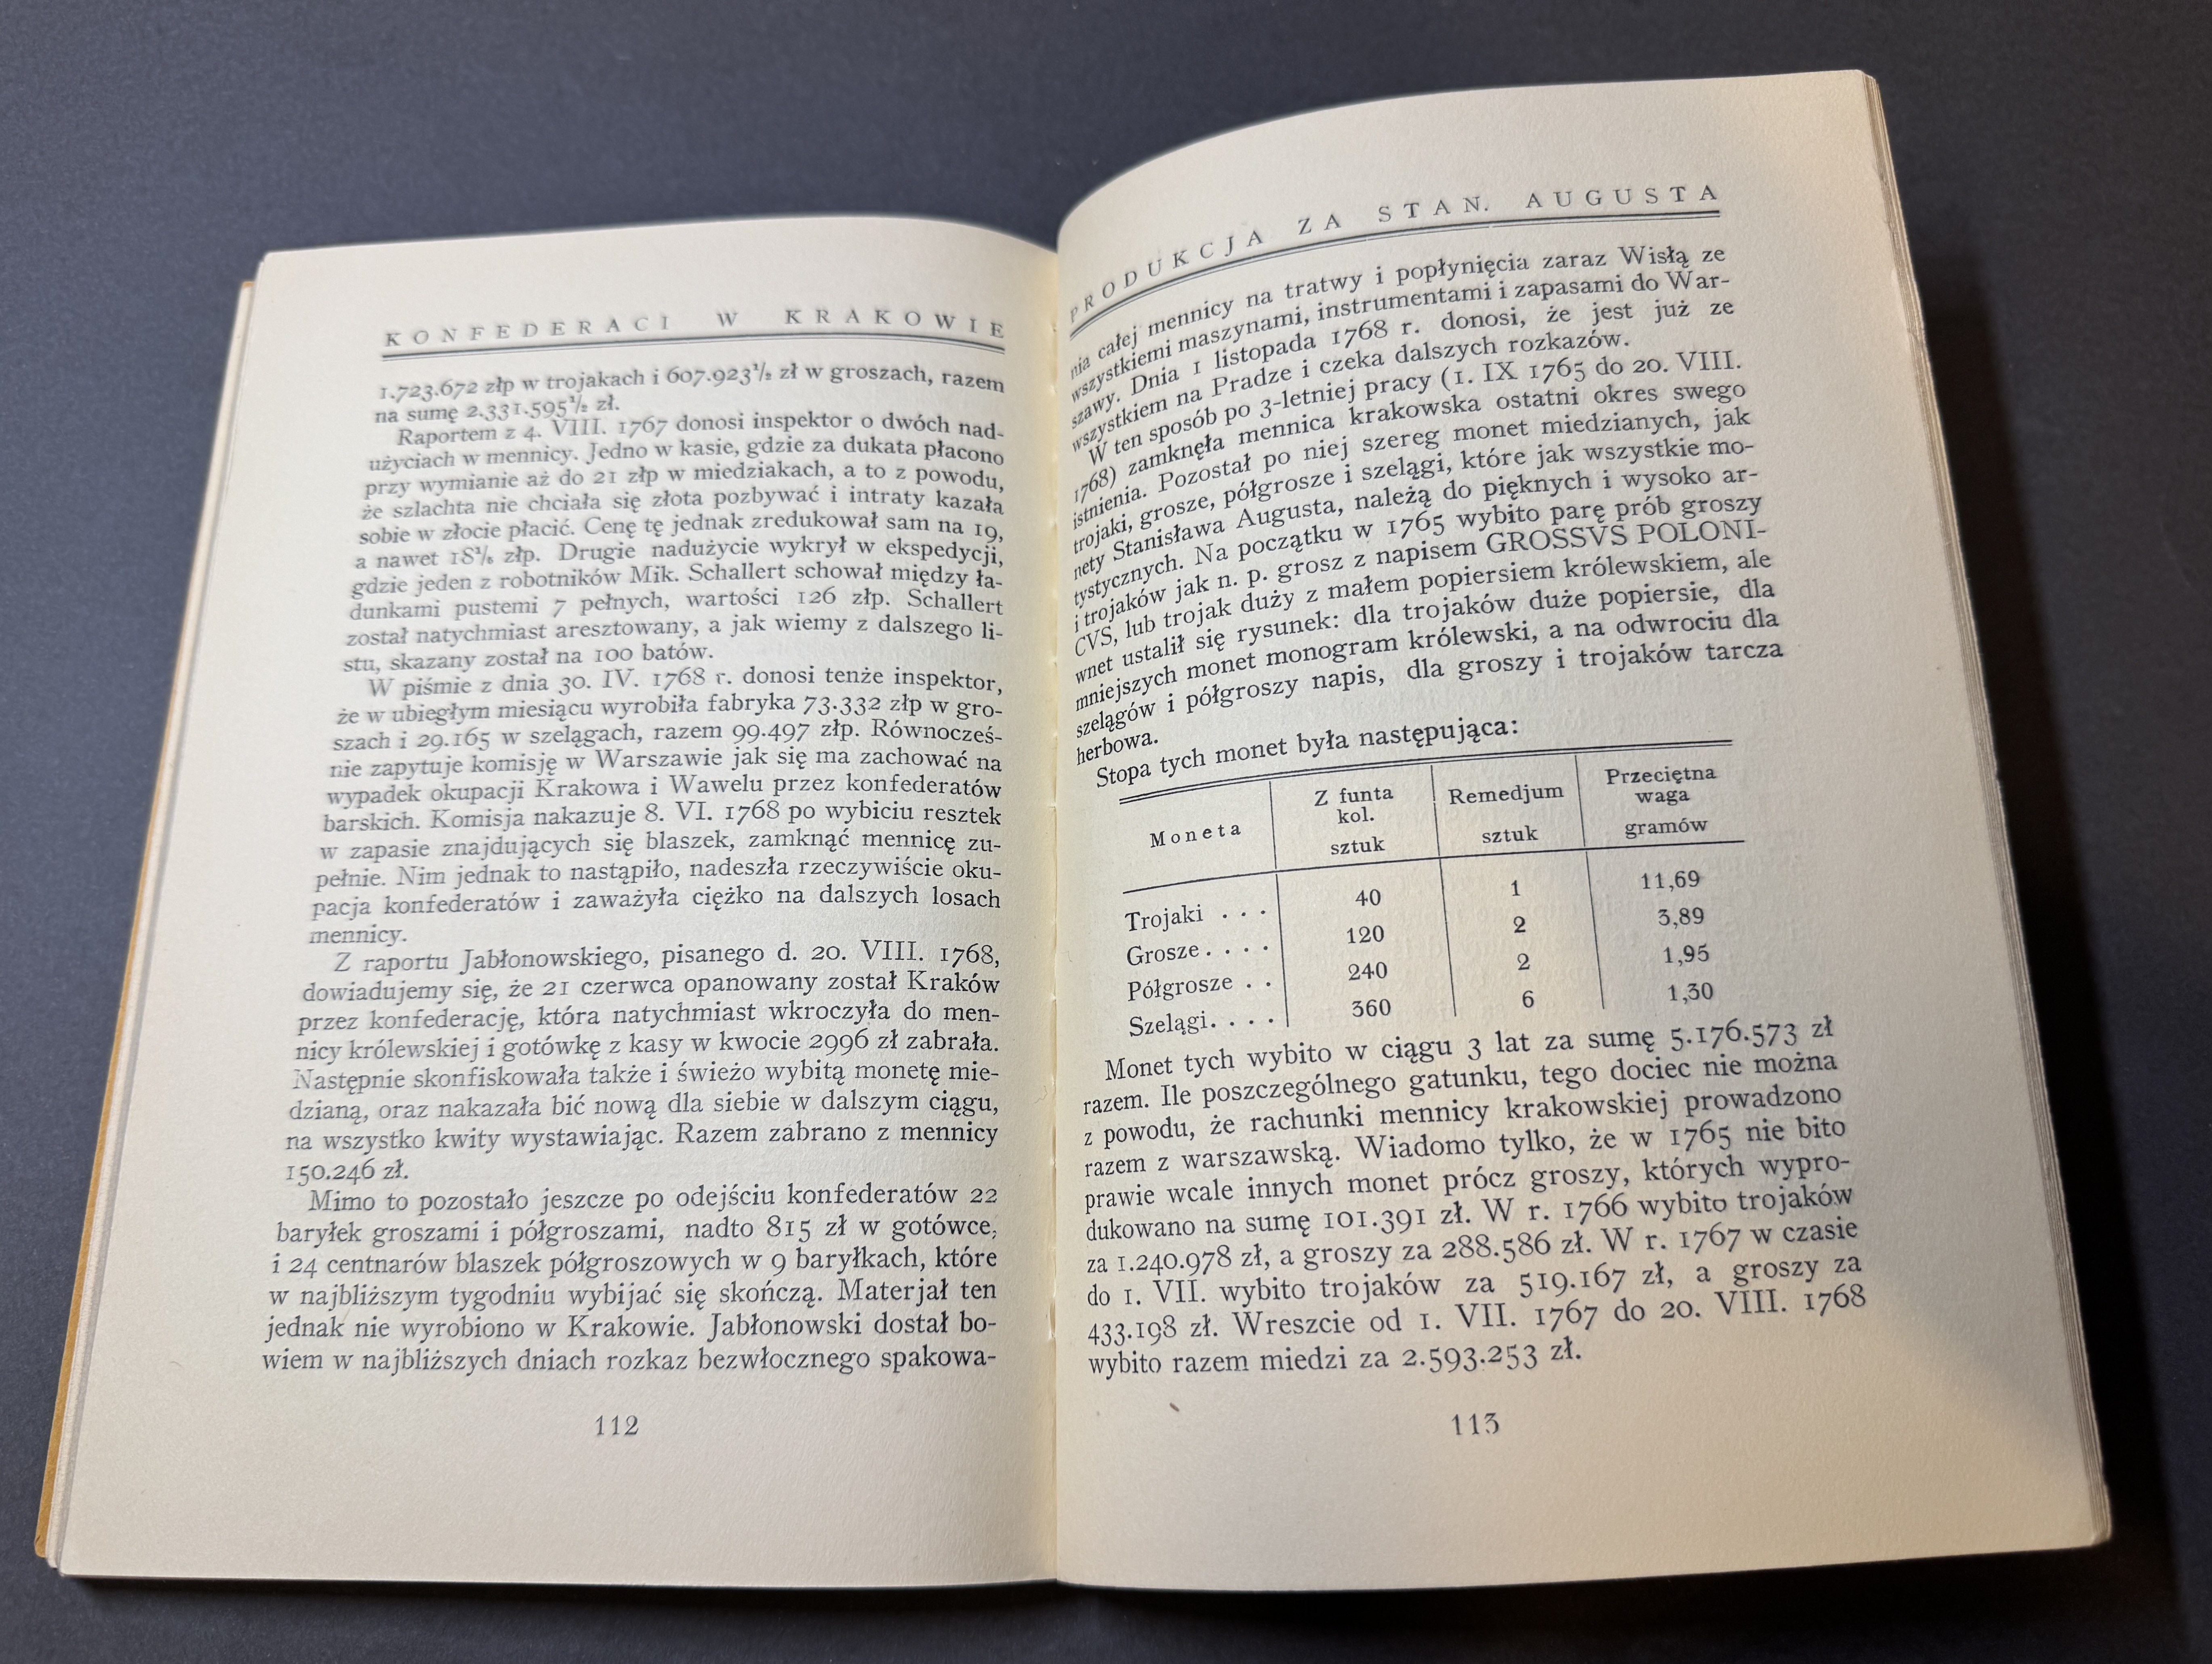 KONFEDERACI W KRAKOWIE
1.723.672 złp w trojakach i 607.923½ zł w groszach, razem
na sumę 2.331.595½ zł.
Raportem z 4. VIII. 1767 donosi inspektor o dwóch nad-
użyciach w mennicy. Jedno w kasie, gdzie za dukata płacono
przy wymianie aż do 21 złp w miedziakach, a to z powodu,
że szlachta nie chciała się złota pozbywać i intraty kazała
sobie w złocie płacić. Cenę tę jednak zredukował sam na 19,
a nawet złp. Drugie nadużycie wykrył w ekspedycji,
gdzie jeden z robotników Mik. Schallert schował między ła-
dunkami pustemi 7 pełnych, wartości 126 złp. Schallert
został natychmiast aresztowany, a jak wiemy z dalszego li-
stu, skazany został na 100 batów.
W piśmie z dnia 30. IV. 1768 r. donosi tenże inspektor,
że w ubiegłym miesiącu wyrobiła fabryka 73.332 złp w gro-
szach i 29.165 w szelągach, razem 99.497 złp. Równocześ-
nie zapytuje komisję w Warszawie jak się ma zachować na
wypadek okupacji Krakowa i Wawelu przez konfederatów
barskich. Komisja nakazuje 8. VI. 1768 po wybiciu resztek
w zapasie znajdujących się blaszek, zamknąć mennicę zu-
pełnie. Nim jednak to nastąpiło, nadeszła rzeczywiście oku-
pacja konfederatów i zaważyła ciężko na dalszych losach
mennicy.
Z raportu Jabłonowskiego, pisanego d. 20. VIII. 1768,
dowiadujemy się, że 21 czerwca opanowany został Kraków
przez konfederację, która natychmiast wkroczyła do men-
nicy królewskiej i gotówkę z kasy w kwocie 2996 zł zabrała.
Następnie skonfiskowała także i świeżo wybitą monetę mie-
dzianą, oraz nakazała bić nową dla siebie w dalszym ciągu,
na wszystko kwity wystawiając. Razem zabrano z mennicy
150.246 zł.
Mimo to pozostało jeszcze po odejściu konfederatów 22
baryłek groszami i półgroszami, nadto 815 zł w gotówce,
i 24 centnarów blaszek półgroszowych w 9 baryłkach, które
w najbliższym tygodniu wybijać się skończą. Materjał ten
jednak nie wyrobiono w Krakowie. Jabłonowski dostał bo-
wiem w najbliższych dniach rozkaz bezwłocznego spakowa-
112
PRODUKCJA ZA STAN. AUGUSTA
nia całej mennicy na tratwy i popłynięcia zaraz Wisłą ze
wszystkiemi maszynami, instrumentami i zapasami do War-
szawy. Dnia 1 listopada 1768 r. donosi, że jest już ze
wszystkiem na Pradze i czeka dalszych rozkazów.
W ten sposób po 3-letniej pracy (1. IX 1765 do 20. VIII.
1768) zamknęła mennica krakowska ostatni okres swego
istnienia. Pozostał po niej szereg monet miedzianych, jak
trojaki, grosze, półgrosze i szelągi, które jak wszystkie mo-
nety Stanisława Augusta, należą do pięknych i wysoko ar-
tystycznych. Na początku w 1765 wybito parę prób groszy
i trojaków jak n. p. grosz z napisem GROSSVS POLONI-
CVS, lub trojak duży z małem popiersiem królewskiem, ale
wnet ustalił się rysunek: dla trojaków duże popiersie, dla
mniejszych monet monogram królewski, a na odwrociu dla
szelągów i półgroszy napis, dla groszy i trojaków tarcza
herbowa.
Stopa tych monet była następująca:
Moneta Z funta kol. sztuk Remedjum sztuk Przeciętna waga gramów
Trojaki . . . 40 1 11,69
Grosze . . . . 120 2 3,89
Półgrosze . . 240 2 1,95
Szelągi. . . . 360 6 1,30
Monet tych wybito w ciągu 3 lat za sumę 5.176.573 zł
razem. Ile poszczególnego gatunku, tego dociec nie można
z powodu, że rachunki mennicy krakowskiej prowadzono
razem z warszawską. Wiadomo tylko, że w 1765 nie bito
prawie wcale innych monet prócz groszy, których wypro-
dukowano na sumę 101.391 zł. W r. 1766 wybito trojaków
za 1.240.978 zł, a groszy za 288.586 zł. W r. 1767 w czasie
do 1. VII. wybito trojaków za 519.167 zł, a groszy za
433.198 zł. Wreszcie od 1. VII. 1767 do 20. VIII. 1768
wybito razem miedzi za 2.593.253 zł.
113